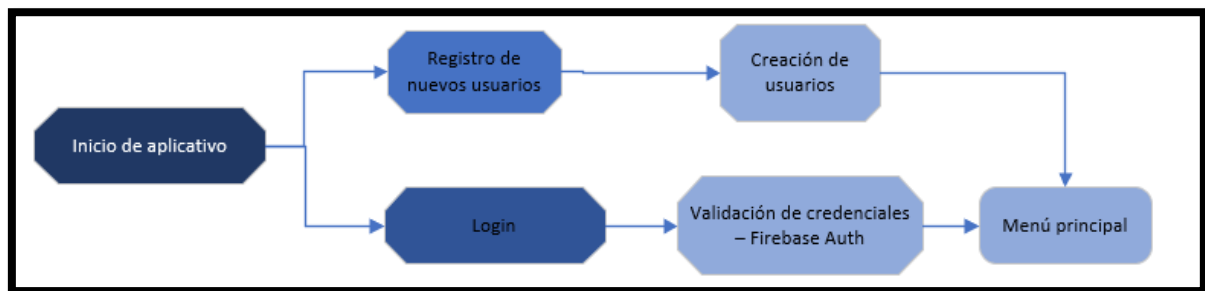 Inicio de aplicativo
Registro de
nuevos usuarios
Creación de
usuarios
Login
Validación de credenciales
– Firebase Auth
Menú principal